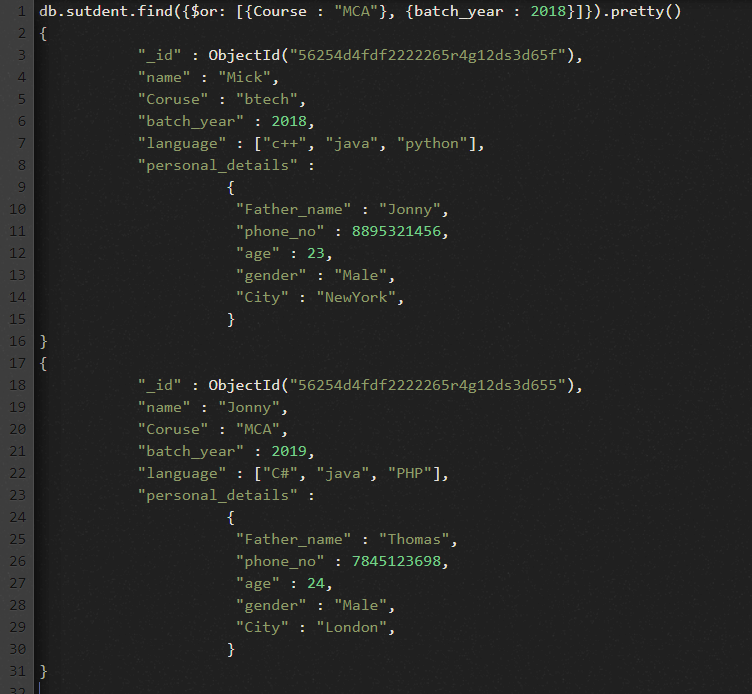 1 db.sutdent.find({$or: [{Course : "MCA"}, {batch_year : 2018}]}).pretty()
2 {
3 "_id" : ObjectId("56254d4fdf2222265r4g12ds3d65f"),
4 "name" : "Mick",
5 "Coruse" : "btech",
6 "batch_year" : 2018,
7 "language" : ["c++", "java", "python"],
8 "personal_details" :
9 {
10 "Father_name" : "Jonny",
11 "phone_no" : 8895321456,
12 "age" : 23,
13 "gender" : "Male",
14 "City" : "NewYork",
15 }
16 }
17 {
18 "_id" : ObjectId("56254d4fdf2222265r4g12ds3d655"),
19 "name" : "Jonny",
20 "Coruse" : "MCA",
21 "batch_year" : 2019,
22 "language" : ["C#", "java", "PHP"],
23 "personal_details" :
24 {
25 "Father_name" : "Thomas",
26 "phone_no" : 7845123698,
27 "age" : 24,
28 "gender" : "Male",
29 "City" : "London",
30 }
31 }
32